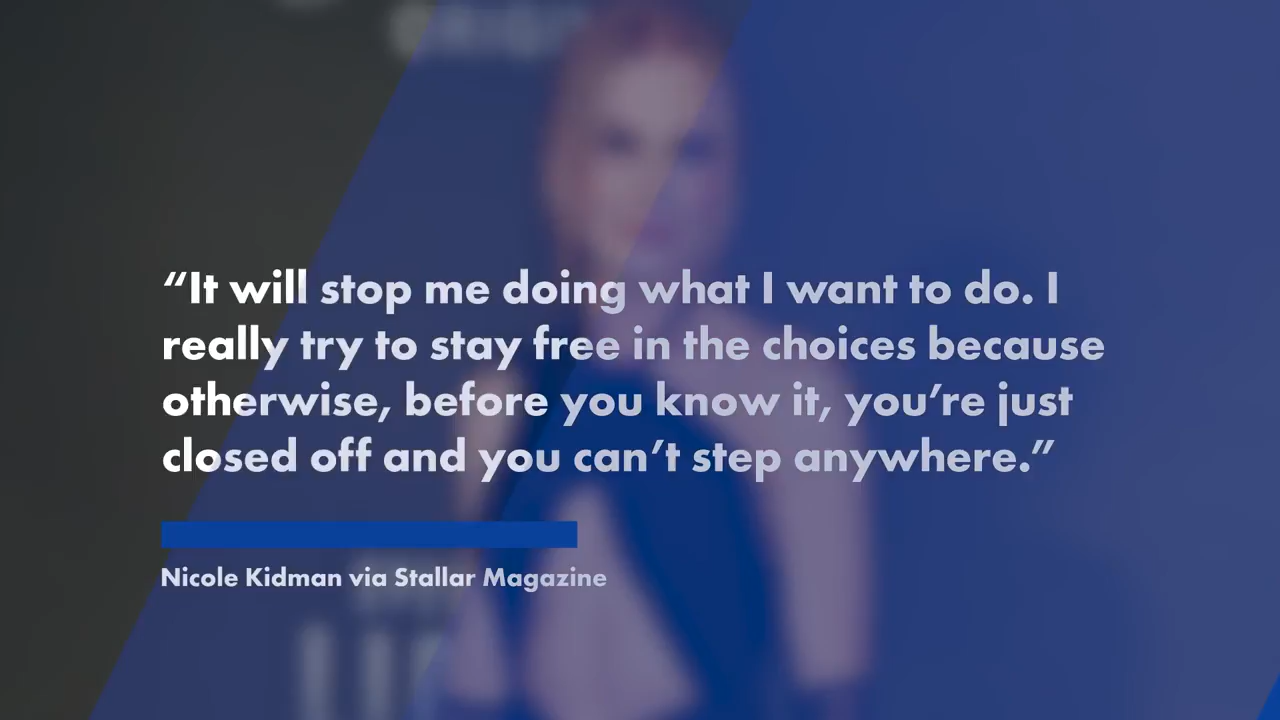 “It will stop me doing what I want to do. I
really try to stay free in the choices because
otherwise, before you know it, you’re just
closed off and you can’t step anywhere.”
Nicole Kidman via Stallar Magazine